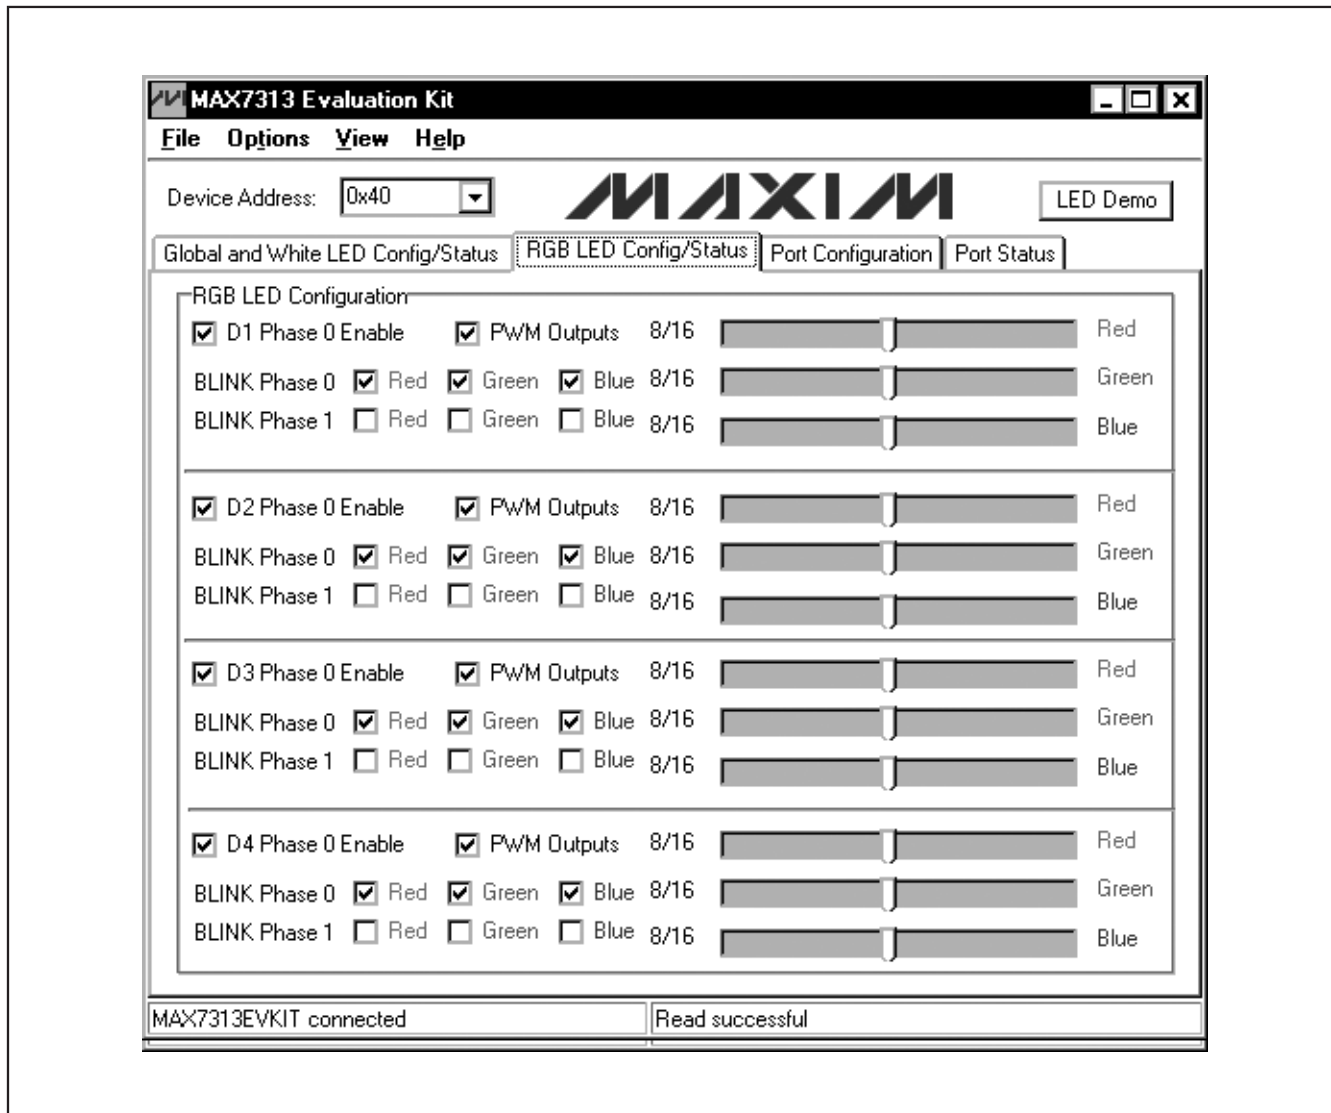 MAX7313 Evaluation Kit
File Options View Help
Device Address: 0x40 MAXIM LED Demo
Global and White LED Config/Status RGB LED Config/Status Port Configuration Port Status
RGB LED Configuration
D1 Phase 0 Enable PWM Outputs 8/16 Red
BLINK Phase 0 Red Green Blue 8/16 Green
BLINK Phase 1 Red Green Blue 8/16 Blue
D2 Phase 0 Enable PWM Outputs 8/16 Red
BLINK Phase 0 Red Green Blue 8/16 Green
BLINK Phase 1 Red Green Blue 8/16 Blue
D3 Phase 0 Enable PWM Outputs 8/16 Red
BLINK Phase 0 Red Green Blue 8/16 Green
BLINK Phase 1 Red Green Blue 8/16 Blue
D4 Phase 0 Enable PWM Outputs 8/16 Red
BLINK Phase 0 Red Green Blue 8/16 Green
BLINK Phase 1 Red Green Blue 8/16 Blue
MAX7313EVKIT connected Read successful